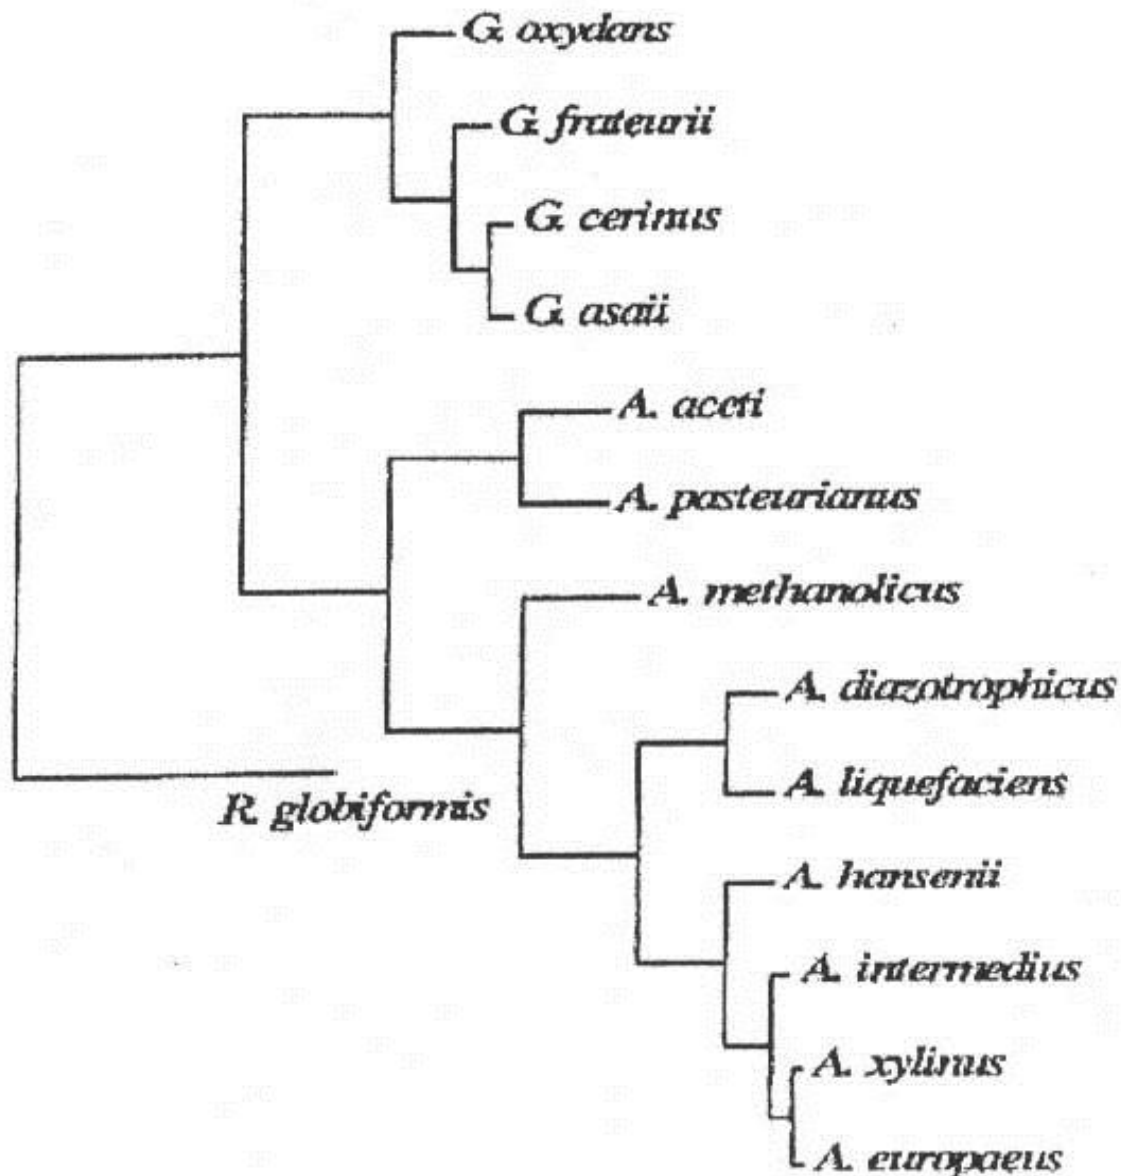 G. oxydans
G. frateurii
G. cerinus
G. asaii
A. aceti
A. pasteurianus
A. methanolicus
A. diazotrophicus
A. liquefaciens
R. globiformis
A. hansenii
A. intermedius
A. xylinus
A. europaeus